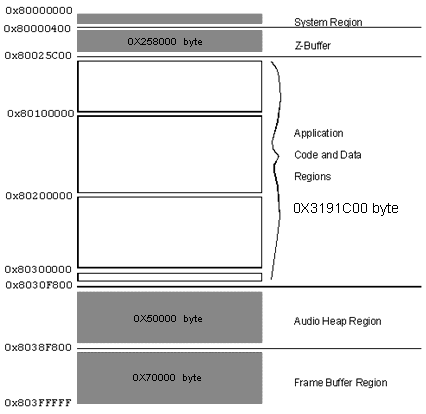 0x80000000
System Region
0x80000400
0X258000 byte
Z-Buffer
0x80025C00
0x80100000
Application
Code and Data
Regions
0x80200000
0X3191C00 byte
0x80300000
0x8030F800
0X50000 byte
Audio Heap Region
0x8038F800
0X70000 byte
Frame Buffer Region
0x803FFFFF